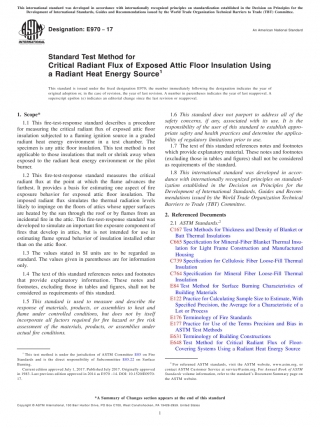 This international standard was developed in accordance with internationally recognized principles on standardization established in the Decision on Principles for the
Development of International Standards, Guides and Recommendations issued by the World Trade Organization Technical Barriers to Trade (TBT) Committee.
Designation: E970 − 17
An American National Standard
INTERNATIONAL
Standard Test Method for
Critical Radiant Flux of Exposed Attic Floor Insulation Using
a Radiant Heat Energy Source1
This standard is issued under the fixed designation E970; the number immediately following the designation indicates the year of
original adoption or, in the case of revision, the year of last revision. A number in parentheses indicates the year of last reapproval. A
superscript epsilon (ε) indicates an editorial change since the last revision or reapproval.
1. Scope*
1.1 This fire-test-response standard describes a procedure
for measuring the critical radiant flux of exposed attic floor
insulation subjected to a flaming ignition source in a graded
radiant heat energy environment in a test chamber. The
specimen is any attic floor insulation. This test method is not
applicable to those insulations that melt or shrink away when
exposed to the radiant heat energy environment or the pilot
burner.
1.2 This fire-test-response standard measures the critical
radiant flux at the point at which the flame advances the
farthest. It provides a basis for estimating one aspect of fire
exposure behavior for exposed attic floor insulation. The
imposed radiant flux simulates the thermal radiation levels
likely to impinge on the floors of attics whose upper surfaces
are heated by the sun through the roof or by flames from an
incidental fire in the attic. This fire-test-response standard was
developed to simulate an important fire exposure component of
fires that develop in attics, but is not intended for use in
estimating flame spread behavior of insulation installed other
than on the attic floor.
1.3 The values stated in SI units are to be regarded as
standard. The values given in parentheses are for information
only.
1.4 The text of this standard references notes and footnotes
that provide explanatory information. These notes and
footnotes, excluding those in tables and figures, shall not be
considered as requirements of this standard.
1.5 This standard is used to measure and describe the
response of materials, products, or assemblies to heat and
flame under controlled conditions, but does not by itself
incorporate all factors required for fire hazard or fire risk
assessment of the materials, products, or assemblies under
actual fire conditions.
1 This test method is under the jurisdiction of ASTM Committee E05 on Fire
Standards and is the direct responsibility of Subcommittee E05.22 on Surface
Burning.
Current edition approved July 1, 2017. Published July 2017. Originally approved
in 1983. Last previous edition approved in 2014 as E970 – 14. DOI: 10.1520/E0970-
17.
1.6 This standard does not purport to address all of the
safety concerns, if any, associated with its use. It is the
responsibility of the user of this standard to establish appro-
priate safety and health practices and determine the applica-
bility of regulatory limitations prior to use.
1.7 The text of this standard references notes and footnotes
which provide explanatory material. These notes and footnotes
(excluding those in tables and figures) shall not be considered
as requirements of the standard.
1.8 This international standard was developed in accor-
dance with internationally recognized principles on standard-
ization established in the Decision on Principles for the
Development of International Standards, Guides and Recom-
mendations issued by the World Trade Organization Technical
Barriers to Trade (TBT) Committee.
2. Referenced Documents
2.1 ASTM Standards:2
C167 Test Methods for Thickness and Density of Blanket or
Batt Thermal Insulations
C665 Specification for Mineral-Fiber Blanket Thermal Insu-
lation for Light Frame Construction and Manufactured
Housing
C739 Specification for Cellulosic Fiber Loose-Fill Thermal
Insulation
C764 Specification for Mineral Fiber Loose-Fill Thermal
Insulation
E84 Test Method for Surface Burning Characteristics of
Building Materials
E122 Practice for Calculating Sample Size to Estimate, With
Specified Precision, the Average for a Characteristic of a
Lot or Process
E176 Terminology of Fire Standards
E177 Practice for Use of the Terms Precision and Bias in
ASTM Test Methods
E631 Terminology of Building Constructions
E648 Test Method for Critical Radiant Flux of Floor-
Covering Systems Using a Radiant Heat Energy Source
2 For referenced ASTM standards, visit the ASTM website, www.astm.org, or
contact ASTM Customer Service at service@astm.org. For Annual Book of ASTM
Standards volume information, refer to the standard's Document Summary page on
the ASTM website.
*A Summary of Changes section appears at the end of this standard
Copyright © ASTM International, 100 Barr Harbor Drive, PO Box C700, West Conshohocken, PA 19428-2959. United States
1